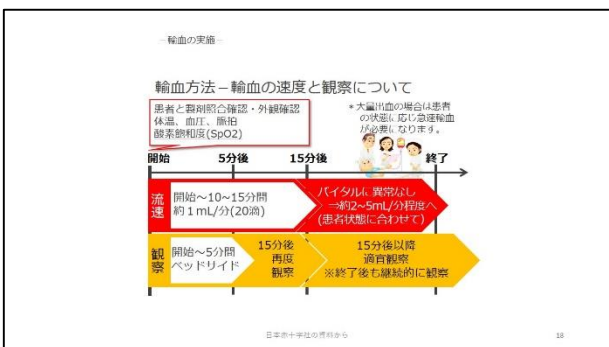 －輸血の実施－
輸血方法－輸血の速度と観察について
患者と製剤照合確認・外観確認
体温、血圧、脈拍
酸素飽和度(SpO2)
＊大量出血の場合は患者
の状態に応じ急速輸血
が必要になります。
開始
5分後
15分後
終了
流速
開始～10～15分間
約１mL/分(20滴)
バイタルに異常なし
⇒約2~5mL/分程度へ
(患者状態に合わせて)
観察
開始～5分間
ベッドサイド
15分後
再度
観察
15分後以降
適宜観察
※終了後も継続的に観察
日本赤十字社の資料から
18